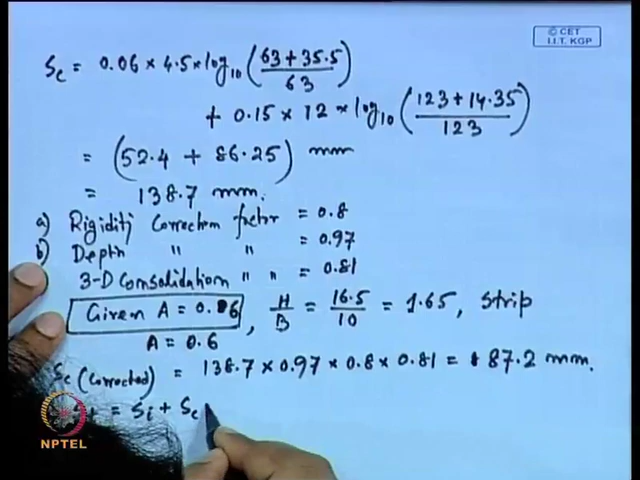 © CET
I.I.T. KGP
Sc = 0.06 × 4.5 × log10 ((63 + 35.5)/63)
+ 0.15 × 12 × log10 ((123 + 14.35)/123)
= (52.4 + 86.25) mm
= 138.7 mm.
a) Rigidity Correction factor = 0.8
b) Depth " " = 0.97
3-D Consolidation " " = 0.81
Given A = 0.06, H/B = 16.5/10 = 1.65, Strip
A = 0.6
Sc (Corrected) = 138.7 × 0.97 × 0.8 × 0.81 = 87.2 mm.
= Si + Sc
NPTEL